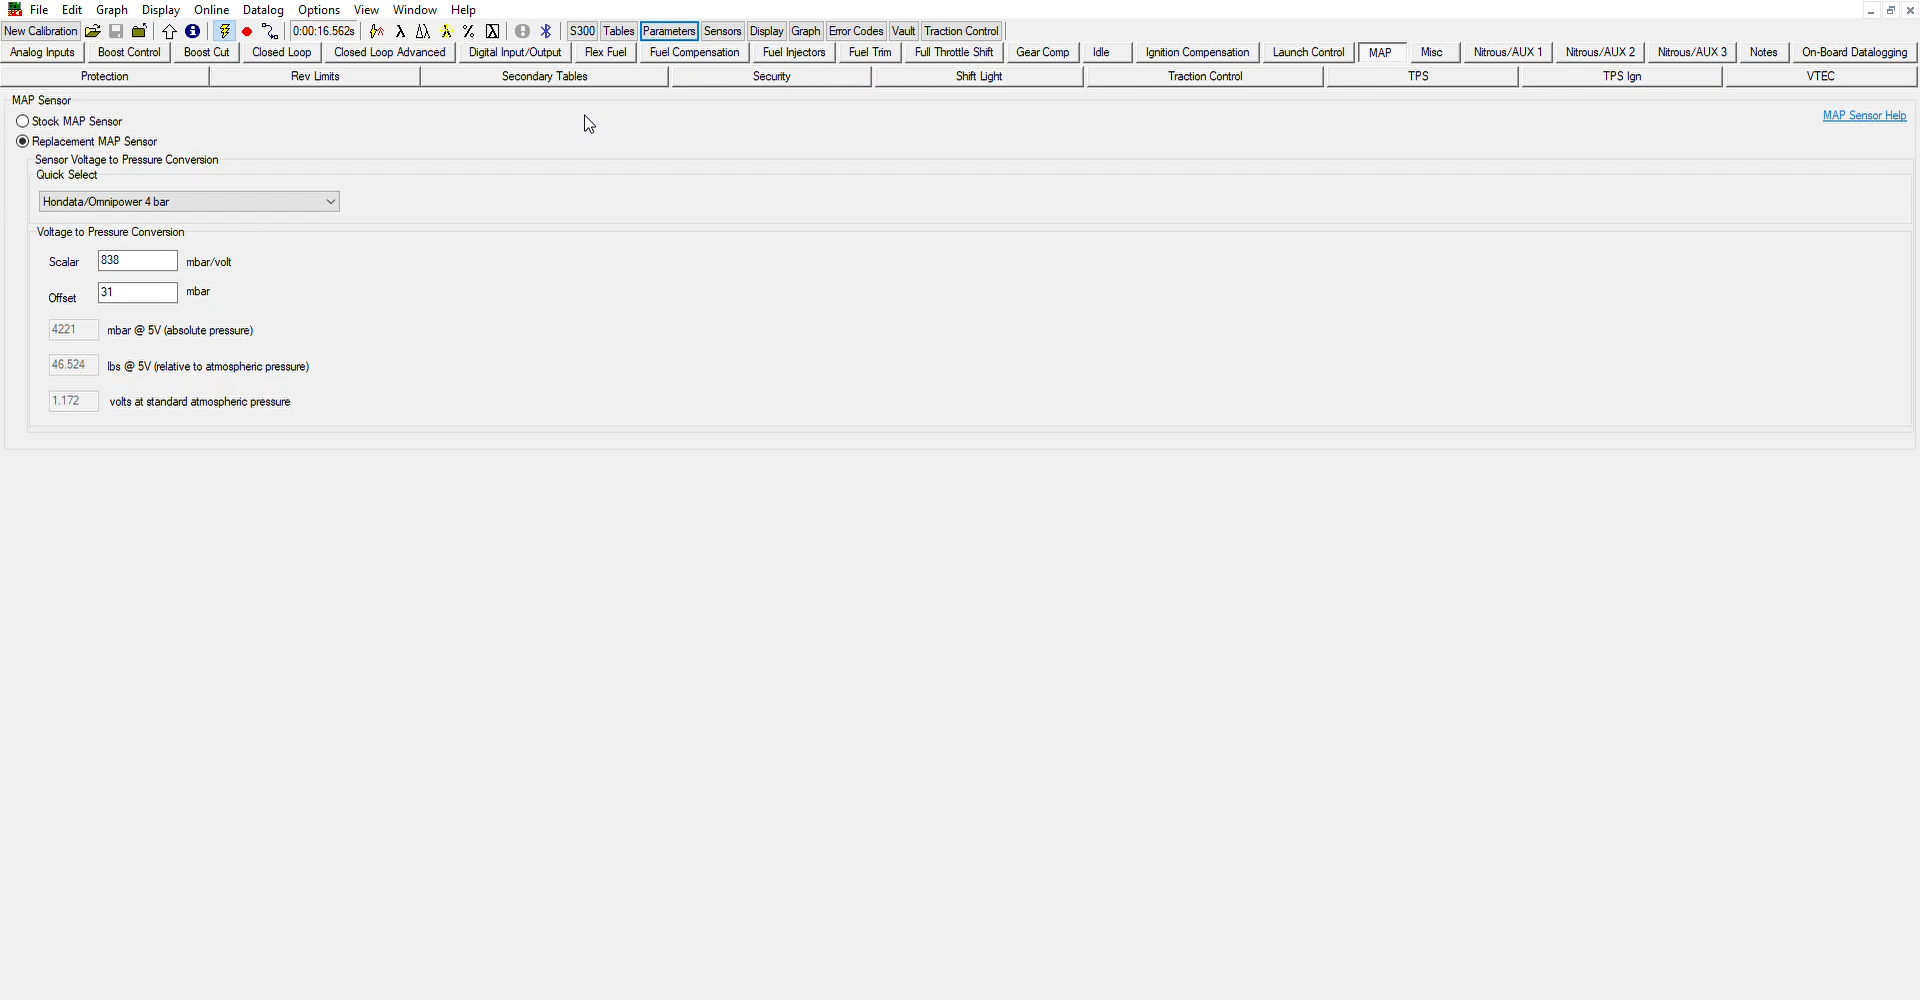 File Edit Graph Display Online Datalog Options View Window Help
New Calibration 0:00:16.562s λ % λ S300 Tables Parameters Sensors Display Graph Error Codes Vault Traction Control
Analog Inputs Boost Control Boost Cut Closed Loop Closed Loop Advanced Digital Input/Output Flex Fuel Fuel Compensation Fuel Injectors Fuel Trim Full Throttle Shift Gear Comp Idle Ignition Compensation Launch Control MAP Misc Nitrous/AUX 1 Nitrous/AUX 2 Nitrous/AUX 3 Notes On-Board Datalogging
Protection Rev Limits Secondary Tables Security Shift Light Traction Control TPS TPS Ign VTEC
MAP Sensor
MAP Sensor Help
Stock MAP Sensor
Replacement MAP Sensor
Sensor Voltage to Pressure Conversion
Quick Select
Hondata/Omnipower 4 bar
Voltage to Pressure Conversion
Scalar 838 mbar/volt
Offset 31 mbar
4221 mbar @ 5V (absolute pressure)
46.524 lbs @ 5V (relative to atmospheric pressure)
1.172 volts at standard atmospheric pressure